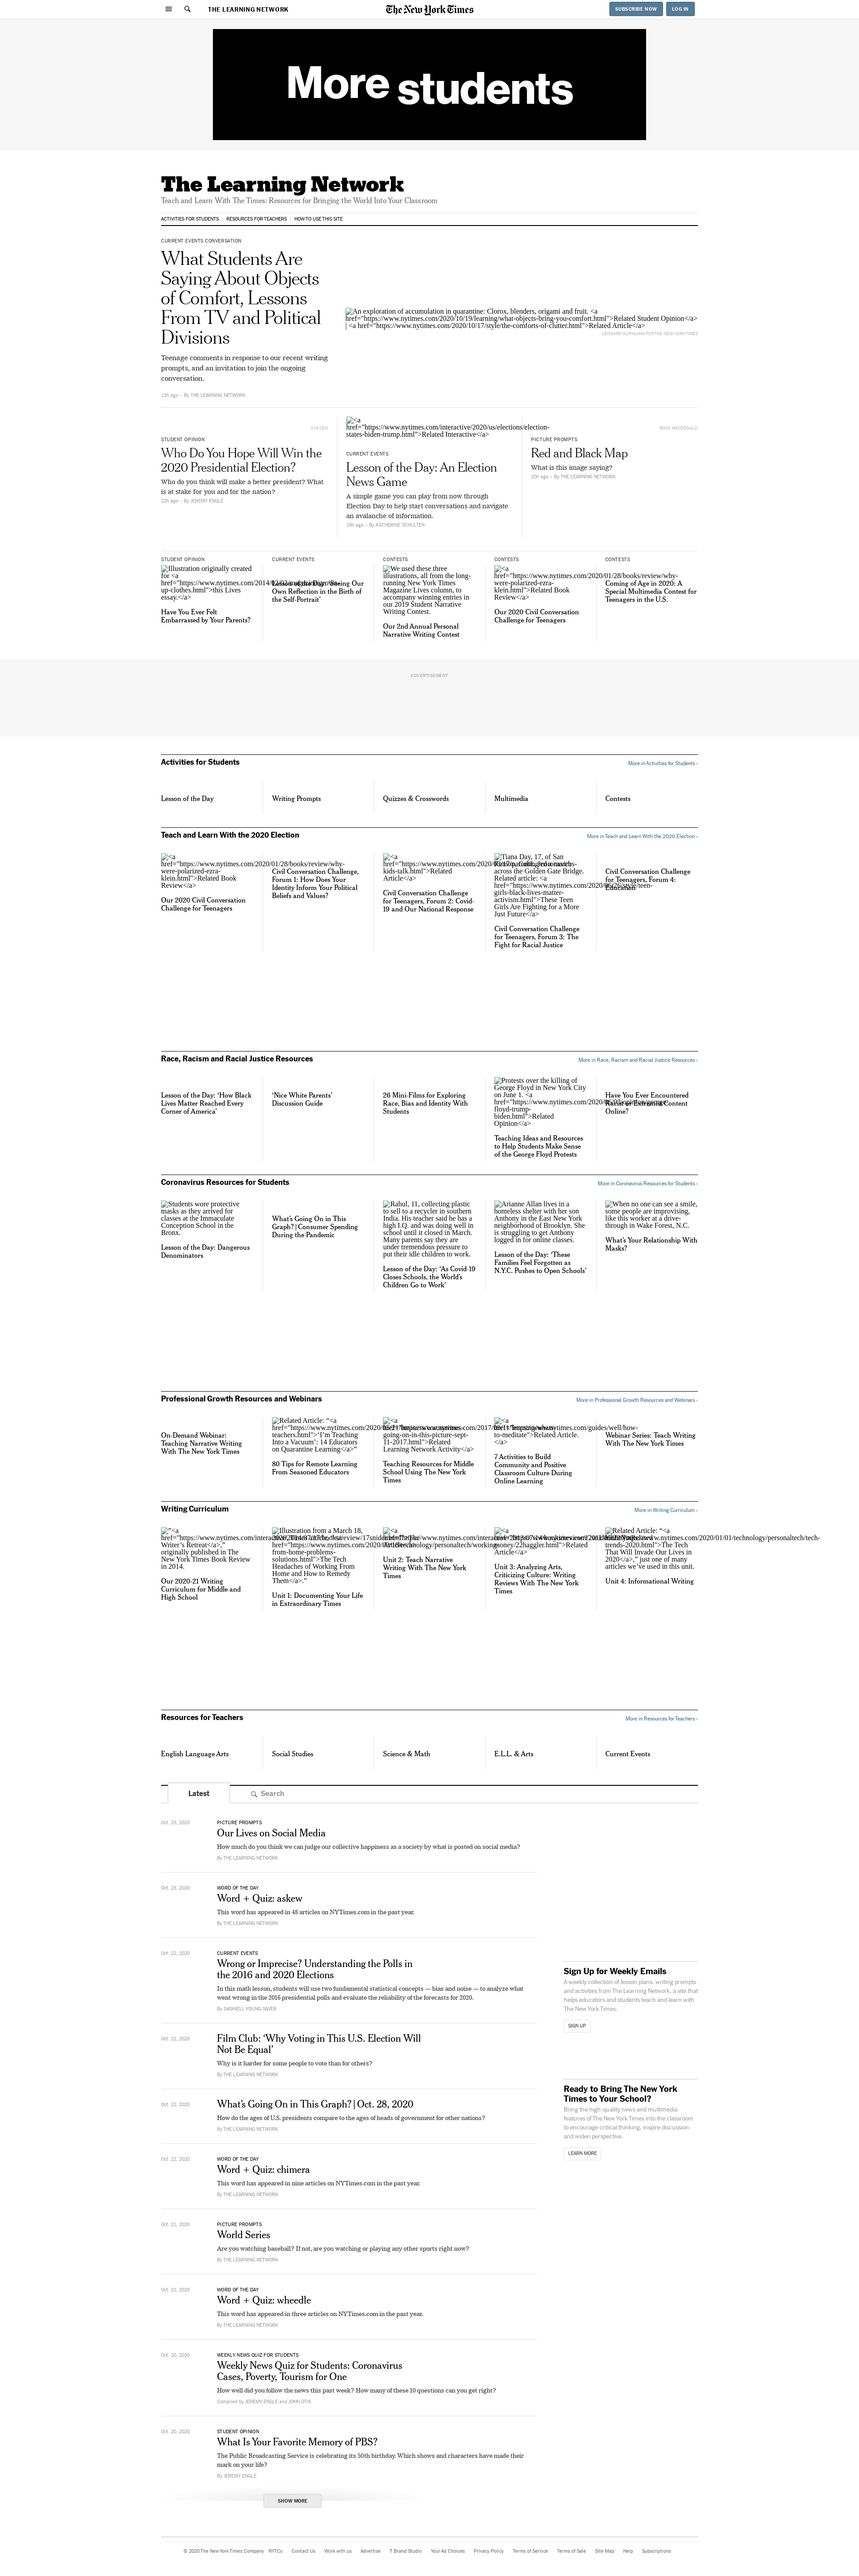 THE LEARNING NETWORK
The New York Times
SUBSCRIBE NOW
LOG IN
More students
The Learning Network
Teach and Learn With The Times: Resources for Bringing the World Into Your Classroom
ACTIVITIES FOR STUDENTS
RESOURCES FOR TEACHERS
HOW TO USE THIS SITE
CURRENT EVENTS CONVERSATION
What Students Are
Saying About Objects
of Comfort, Lessons
From TV and Political
Divisions
Teenage comments in response to our recent writing
prompts, and an invitation to join the ongoing
conversation.
12h ago - By THE LEARNING NETWORK
An exploration of accumulation in quarantine: Clorox, blenders, origami and fruit. <a
href="https://www.nytimes.com/2020/10/19/learning/what-objects-bring-you-comfort.html">Related Student Opinion</a>
| <a href="https://www.nytimes.com/2020/10/17/style/the-comforts-of-clutter.html">Related Article</a>
JUN CEN
STUDENT OPINION
Who Do You Hope Will Win the
2020 Presidential Election?
Who do you think will make a better president? What
is at stake for you and for the nation?
22h ago - By JEREMY ENGLE
<a
href="https://www.nytimes.com/interactive/2020/us/elections/election-
states-biden-trump.html">Related Interactive</a>
CURRENT EVENTS
Lesson of the Day: An Election
News Game
A simple game you can play from now through
Election Day to help start conversations and navigate
an avalanche of information.
19h ago - By KATHERINE SCHULTEN
ROSS MACDONALD
PICTURE PROMPTS
Red and Black Map
What is this image saying?
20h ago - By THE LEARNING NETWORK
STUDENT OPINION
Illustration originally created
for <a
up-clothes.html">this Lives
essay.</a>
Have You Ever Felt
Embarrassed by Your Parents?
CURRENT EVENTS
Lesson of the Day: 'Seeing Our
Own Reflection in the Birth of
the Self-Portrait'
CONTESTS
We used these three
illustrations, all from the long-
running New York Times
Magazine Lives column, to
accompany winning entries in
our 2019 Student Narrative
Writing Contest.
Our 2nd Annual Personal
Narrative Writing Contest
CONTESTS
<a
href="https://www.nytimes.com/2020/01/28/books/review/why-
were-polarized-ezra-
klein.html">Related Book
Review</a>
Our 2020 Civil Conversation
Challenge for Teenagers
CONTESTS
Coming of Age in 2020: A
Special Multimedia Contest for
Teenagers in the U.S.
ADVERTISEMENT
Activities for Students
More in Activities for Students ›
Lesson of the Day
Writing Prompts
Quizzes & Crosswords
Multimedia
Contests
Teach and Learn With the 2020 Election
More in Teach and Learn With the 2020 Election ›
<a
href="https://www.nytimes.com/2020/01/28/books/review/why-
were-polarized-ezra-
klein.html">Related Book
Review</a>
Our 2020 Civil Conversation
Challenge for Teenagers
Civil Conversation Challenge,
Forum 1: How Does Your
Identity Inform Your Political
Beliefs and Values?
<a
kids-talk.html">Related
Article</a>
Civil Conversation Challenge
for Teenagers, Forum 2: Covid-
19 and Our National Response
Tiana Day, 17, of San
across the Golden Gate Bridge.
Related article: <a
girls-black-lives-matter-
activism.html">These Teen
Girls Are Fighting for a More
Just Future</a>
Civil Conversation Challenge
for Teenagers, Forum 3: The
Fight for Racial Justice
Civil Conversation Challenge
for Teenagers, Forum 4:
Education
Race, Racism and Racial Justice Resources
More in Race, Racism and Racial Justice Resources ›
Lesson of the Day: 'How Black
Lives Matter Reached Every
Corner of America'
'Nice White Parents'
Discussion Guide
26 Mini-Films for Exploring
Race, Bias and Identity With
Students
Protests over the killing of
George Floyd in New York City
on June 1. <a
floyd-trump-
biden.html">Related
Opinion</a>
Teaching Ideas and Resources
to Help Students Make Sense
of the George Floyd Protests
Have You Ever Encountered
Racist or Extremist Content
Online?
Coronavirus Resources for Students
More in Coronavirus Resources for Students ›
Students wore protective
masks as they arrived for
classes at the Immaculate
Conception School in the
Bronx.
Lesson of the Day: Dangerous
Denominators
What's Going On in This
Graph? | Consumer Spending
During the Pandemic
Rahul, 11, collecting plastic
to sell to a recycler in southern
India. His teacher said he has a
high I.Q. and was doing well in
school until it closed in March.
Many parents say they are
under tremendous pressure to
put their idle children to work.
Lesson of the Day: 'As Covid-19
Closes Schools, the World's
Children Go to Work'
Arianne Allan lives in a
homeless shelter with her son
Anthony in the East New York
neighborhood of Brooklyn. She
is struggling to get Anthony
logged in for online classes.
Lesson of the Day: 'These
Families Feel Forgotten as
N.Y.C. Pushes to Open Schools'
When no one can see a smile,
some people are improvising,
like this worker at a drive-
through in Wake Forest, N.C.
What's Your Relationship With
Masks?
Professional Growth Resources and Webinars
More in Professional Growth Resources and Webinars ›
On-Demand Webinar:
Teaching Narrative Writing
With The New York Times
Related Article: "<a
teachers.html">'I'm Teaching
Into a Vacuum': 14 Educators
on Quarantine Learning</a>"
80 Tips for Remote Learning
From Seasoned Educators
<a
going-on-in-this-picture-sept-
11-2017.html">Related
Learning Network Activity</a>
Teaching Resources for Middle
School Using The New York
Times
<a
to-meditate">Related Article.
</a>
7 Activities to Build
Community and Positive
Classroom Culture During
Online Learning
Webinar Series: Teach Writing
With The New York Times
Writing Curriculum
More in Writing Curriculum ›
"<a
Writer's Retreat</a>,"
originally published in The
New York Times Book Review
in 2014.
Our 2020-21 Writing
Curriculum for Middle and
High School
Illustration from a March 18,
from-home-problems-
solutions.html">The Tech
Headaches of Working From
Home and How to Remedy
Them</a>."
Unit 1: Documenting Your Life
in Extraordinary Times
Unit 2: Teach Narrative
Writing With The New York
Times
Article</a>
Unit 3: Analyzing Arts,
Criticizing Culture: Writing
Reviews With The New York
Times
Related Article: "<a
trends-2020.html">The Tech
That Will Invade Our Lives in
2020</a>," just one of many
articles we've used in this unit.
Unit 4: Informational Writing
Resources for Teachers
More in Resources for Teachers ›
English Language Arts
Social Studies
Science & Math
E.L.L. & Arts
Current Events
Latest
Search
Oct. 23, 2020
PICTURE PROMPTS
Our Lives on Social Media
How much do you think we can judge our collective happiness as a society by what is posted on social media?
By THE LEARNING NETWORK
Oct. 23, 2020
WORD OF THE DAY
Word + Quiz: askew
This word has appeared in 48 articles on NYTimes.com in the past year.
By THE LEARNING NETWORK
Oct. 22, 2020
CURRENT EVENTS
Wrong or Imprecise? Understanding the Polls in
the 2016 and 2020 Elections
In this math lesson, students will use two fundamental statistical concepts — bias and noise — to analyze what
went wrong in the 2016 presidential polls and evaluate the reliability of the forecasts for 2020.
By DASHIELL YOUNG-SAVER
Oct. 22, 2020
Film Club: 'Why Voting in This U.S. Election Will
Not Be Equal'
Why is it harder for some people to vote than for others?
By THE LEARNING NETWORK
Oct. 22, 2020
What's Going On in This Graph? | Oct. 28, 2020
How do the ages of U.S. presidents compare to the ages of heads of government for other nations?
By THE LEARNING NETWORK
Oct. 22, 2020
WORD OF THE DAY
Word + Quiz: chimera
This word has appeared in nine articles on NYTimes.com in the past year.
By THE LEARNING NETWORK
Oct. 21, 2020
PICTURE PROMPTS
World Series
Are you watching baseball? If not, are you watching or playing any other sports right now?
By THE LEARNING NETWORK
Oct. 21, 2020
WORD OF THE DAY
Word + Quiz: wheedle
This word has appeared in three articles on NYTimes.com in the past year.
By THE LEARNING NETWORK
Oct. 20, 2020
WEEKLY NEWS QUIZ FOR STUDENTS
Weekly News Quiz for Students: Coronavirus
Cases, Poverty, Tourism for One
How well did you follow the news this past week? How many of these 10 questions can you get right?
Compiled by JEREMY ENGLE and JOHN OTIS
Oct. 20, 2020
STUDENT OPINION
What Is Your Favorite Memory of PBS?
The Public Broadcasting Service is celebrating its 50th birthday. Which shows and characters have made their
mark on your life?
By JEREMY ENGLE
SHOW MORE
Sign Up for Weekly Emails
A weekly collection of lesson plans, writing prompts
and activities from The Learning Network, a site that
helps educators and students teach and learn with
The New York Times.
SIGN UP
Ready to Bring The New York
Times to Your School?
Bring the high-quality news and multimedia
features of The New York Times into the classroom
to encourage critical thinking, inspire discussion
and widen perspective.
LEARN MORE
© 2020 The New York Times Company
NYTCo
Contact Us
Work with us
Advertise
T Brand Studio
Your Ad Choices
Privacy Policy
Terms of Service
Terms of Sale
Site Map
Help
Subscriptions